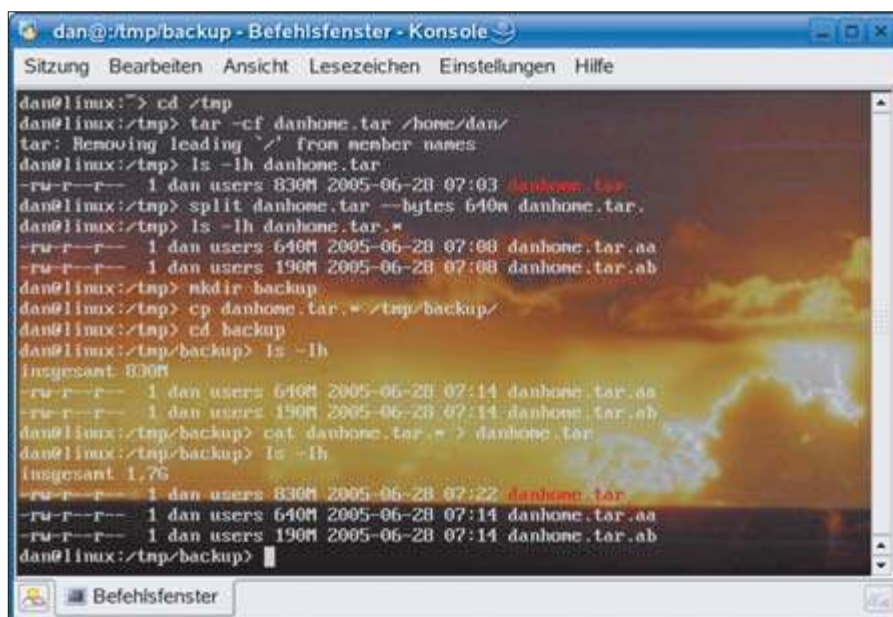 dan@:/tmp/backup - Befehlsfenster - Konsole
Sitzung Bearbeiten Ansicht Lesezeichen Einstellungen Hilfe
dan@linux:~> cd /tmp
dan@linux:/tmp> tar -cf danhome.tar /home/dan/
tar: Removing leading `/' from member names
dan@linux:/tmp> ls -lh danhome.tar
-rw-r--r-- 1 dan users 830M 2005-06-28 07:03 danhome.tar
dan@linux:/tmp> split danhome.tar --bytes 640m danhome.tar.
dan@linux:/tmp> ls -lh danhome.tar.*
-rw-r--r-- 1 dan users 640M 2005-06-28 07:08 danhome.tar.aa
-rw-r--r-- 1 dan users 190M 2005-06-28 07:08 danhome.tar.ab
dan@linux:/tmp> mkdir backup
dan@linux:/tmp> cp danhome.tar.* /tmp/backup/
dan@linux:/tmp> cd backup
dan@linux:/tmp/backup> ls -lh
insgesamt 830M
-rw-r--r-- 1 dan users 640M 2005-06-28 07:14 danhome.tar.aa
-rw-r--r-- 1 dan users 190M 2005-06-28 07:14 danhome.tar.ab
dan@linux:/tmp/backup> cat danhome.tar.* > danhome.tar
dan@linux:/tmp/backup> ls -lh
insgesamt 1,7G
-rw-r--r-- 1 dan users 830M 2005-06-28 07:22 danhome.tar
-rw-r--r-- 1 dan users 640M 2005-06-28 07:14 danhome.tar.aa
-rw-r--r-- 1 dan users 190M 2005-06-28 07:14 danhome.tar.ab
dan@linux:/tmp/backup>
Befehlsfenster